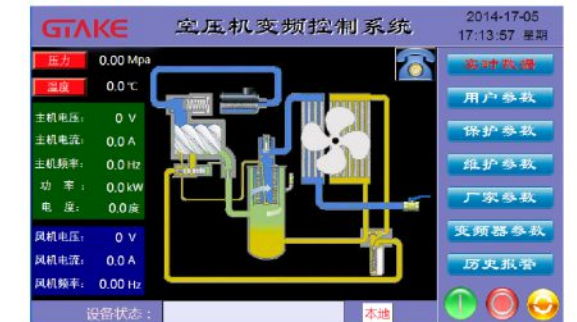 GTAKE
空压机变频控制系统
2014-17-05
17:13:57 星期
压力 0.00 Mpa
温度 0.0 ℃
主机电压： 0 V
主机电流： 0.0 A
主机频率： 0.0 Hz
功 率： 0.0 kW
电 度： 0.0 度
风机电压： 0 V
风机电流： 0.0 A
风机频率： 0.00 Hz
设备状态：
本地
实时数据
用户参数
保护参数
维护参数
厂家参数
变频器参数
历史报警